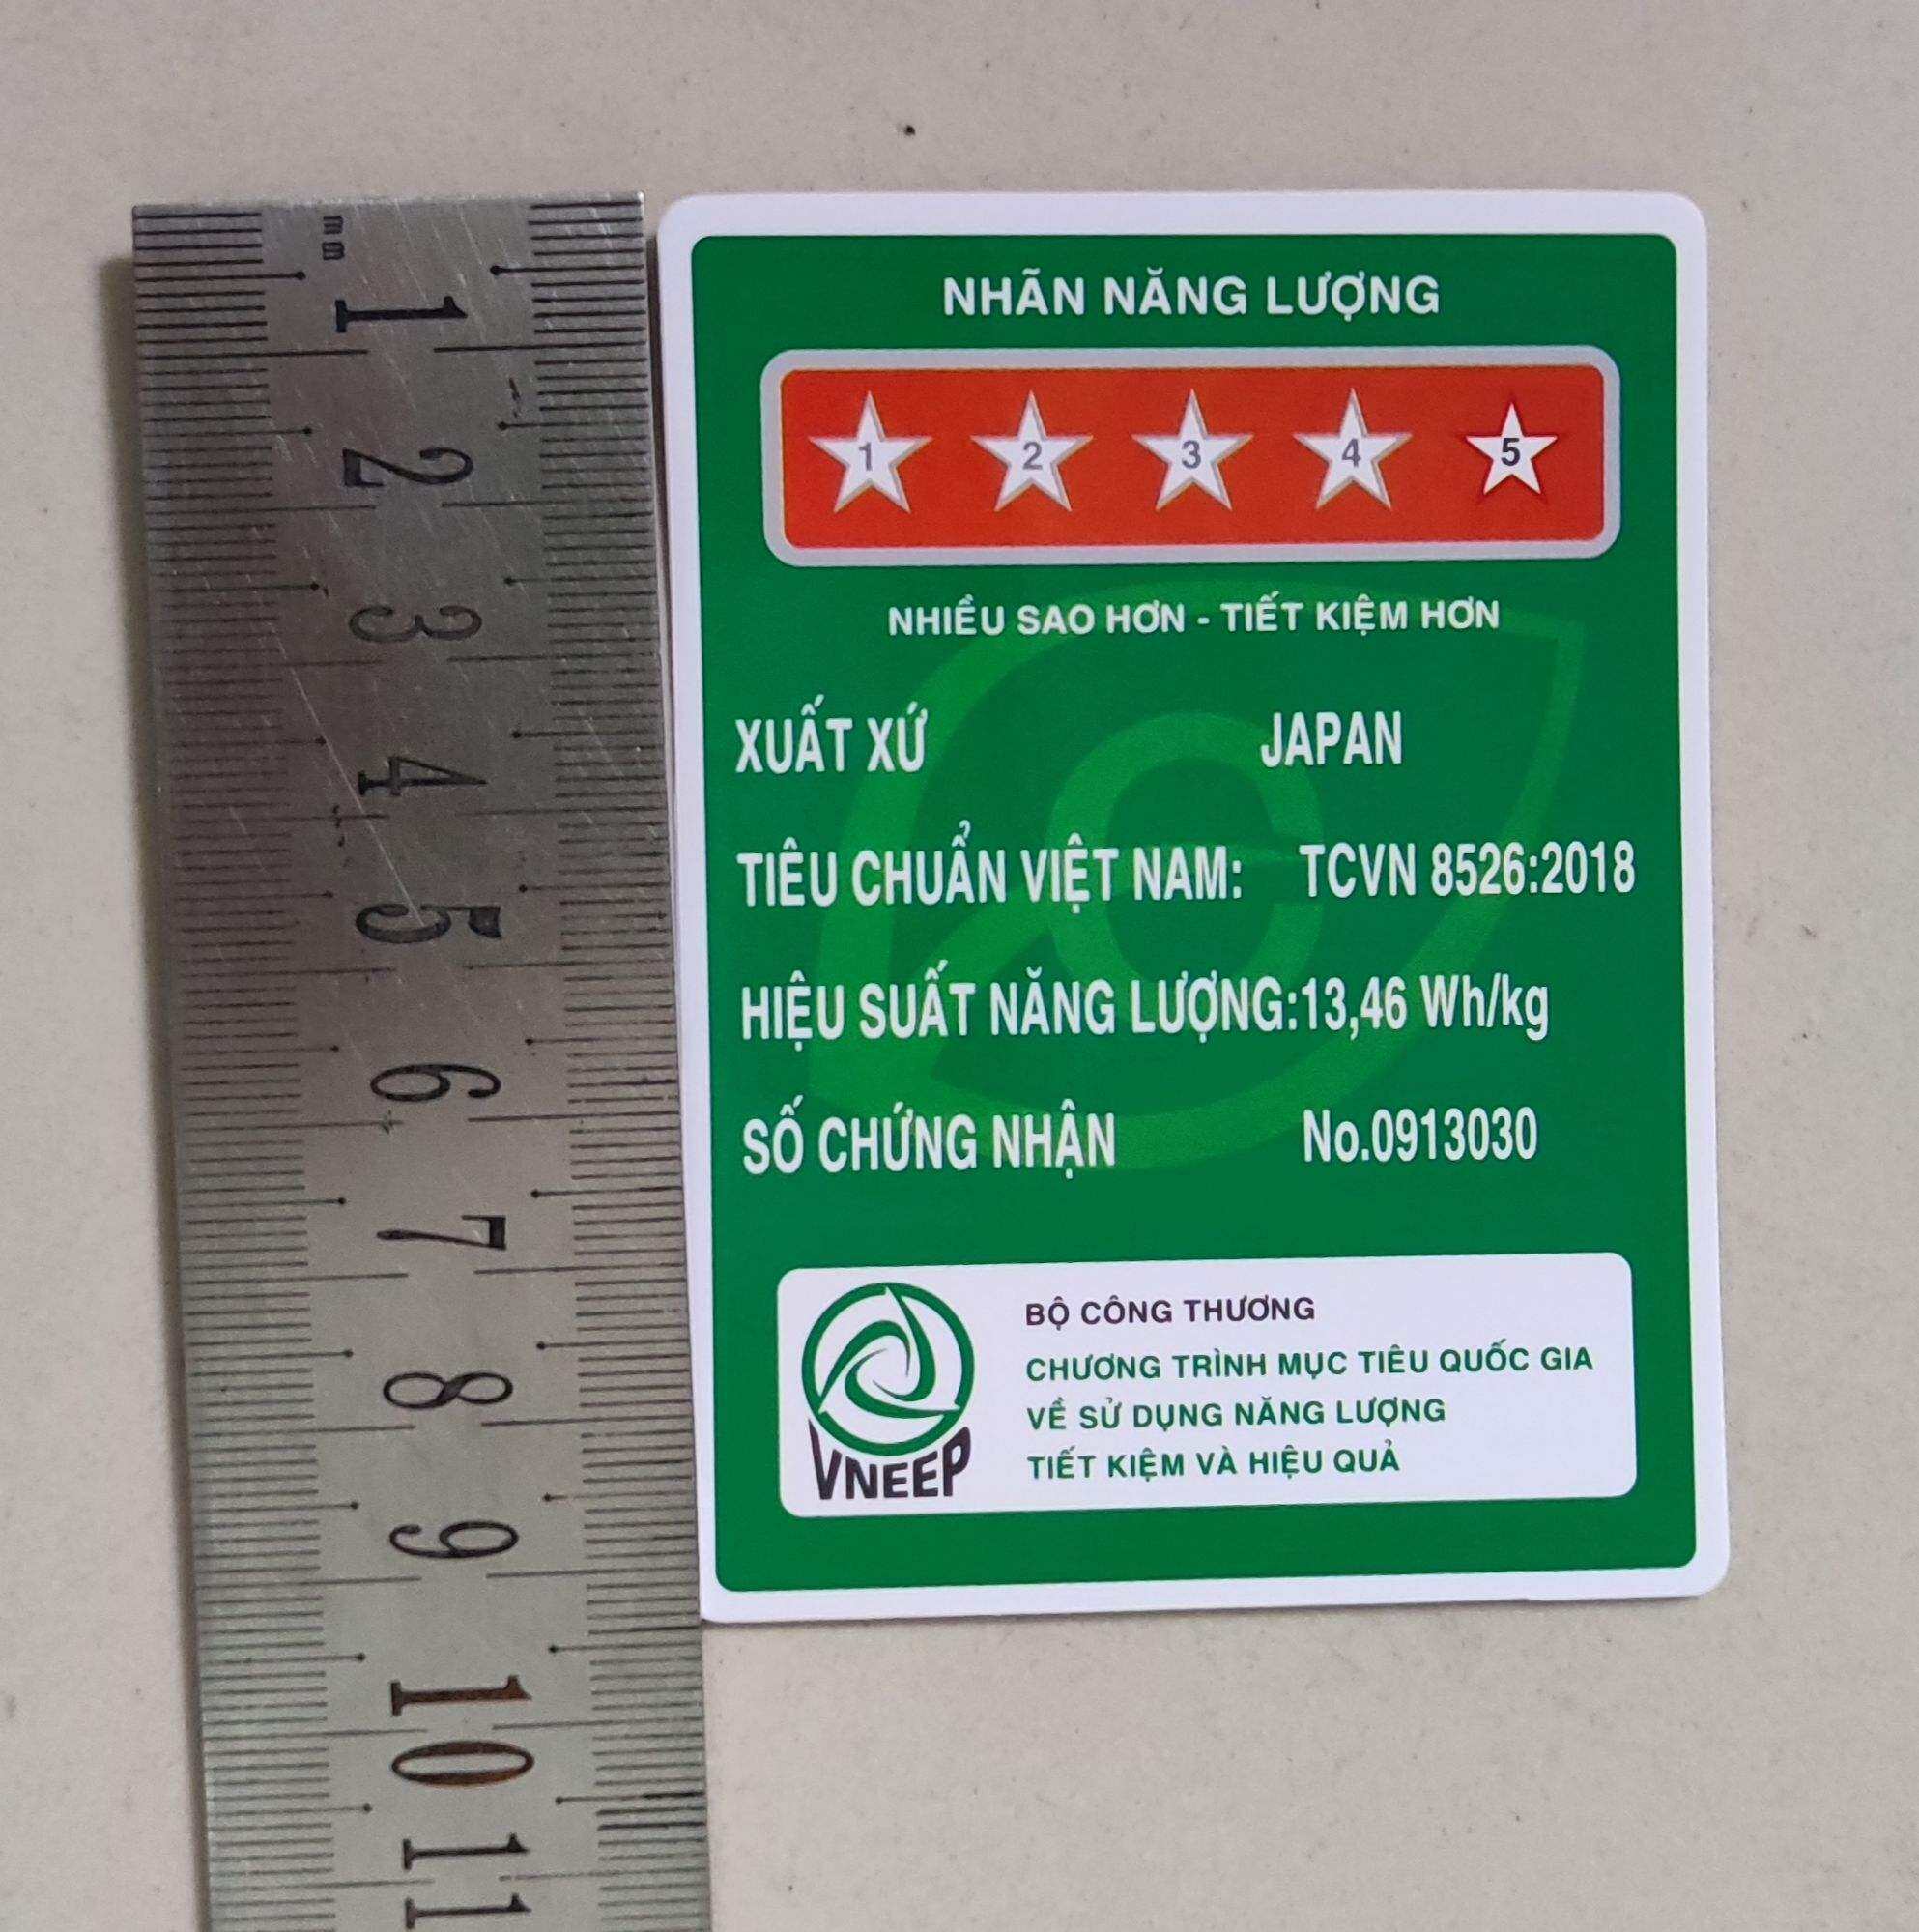 mm
1
2
3
4
5
6
7
8
9
10
11
NHÃN NĂNG LƯỢNG
1 2 3 4 5
NHIỀU SAO HƠN - TIẾT KIỆM HƠN
XUẤT XỨ JAPAN
TIÊU CHUẨN VIỆT NAM: TCVN 8526:2018
HIỆU SUẤT NĂNG LƯỢNG:13,46 Wh/kg
SỐ CHỨNG NHẬN No.0913030
VNEEP
BỘ CÔNG THƯƠNG
CHƯƠNG TRÌNH MỤC TIÊU QUỐC GIA
VỀ SỬ DỤNG NĂNG LƯỢNG
TIẾT KIỆM VÀ HIỆU QUẢ